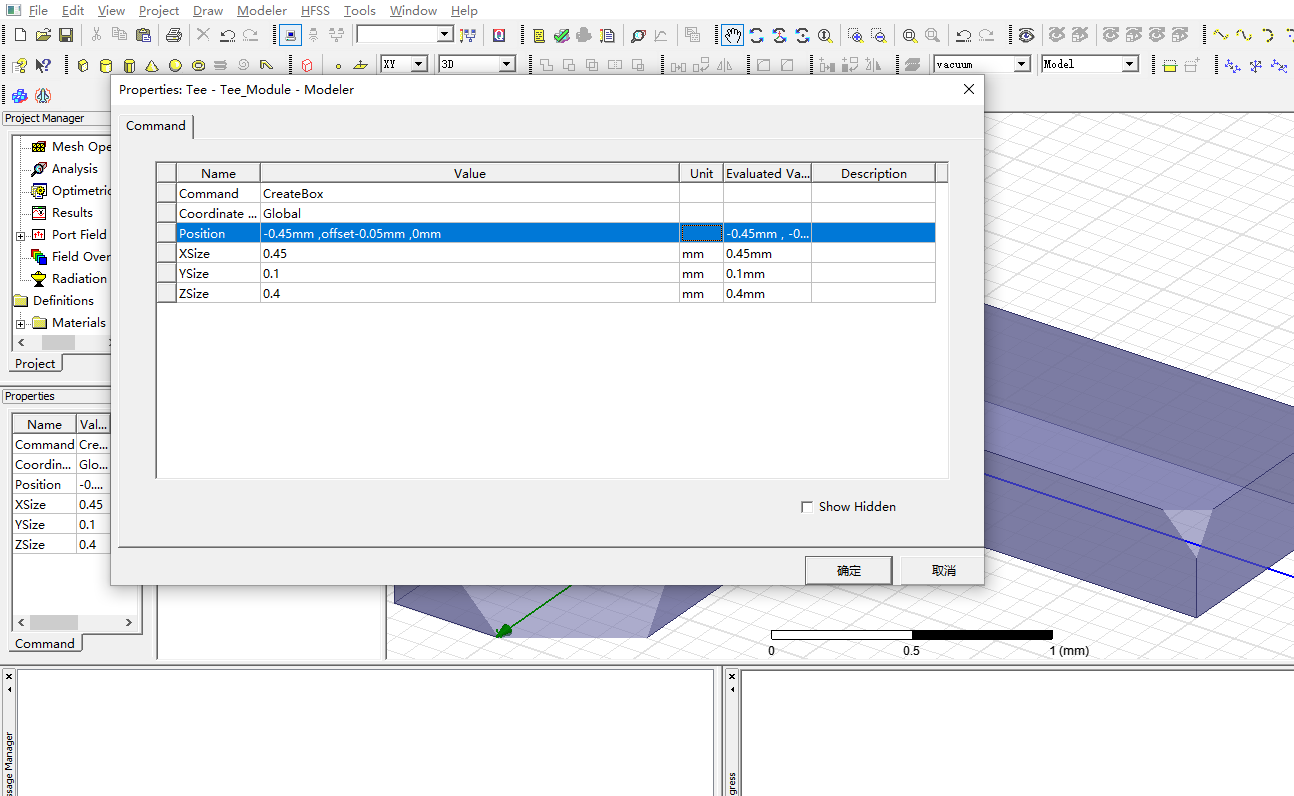 File Edit View Project Draw Modeler HFSS Tools Window Help
XY 3D vacuum Model
Properties: Tee - Tee_Module - Modeler
Command
Name Value Unit Evaluated Va... Description
Command CreateBox
Coordinate ... Global
Position -0.45mm ,offset-0.05mm ,0mm -0.45mm , -0...
XSize 0.45 mm 0.45mm
YSize 0.1 mm 0.1mm
ZSize 0.4 mm 0.4mm
Show Hidden
确定 取消
Project Manager
Mesh Ope
Analysis
Optimetric
Results
Port Field
Field Over
Radiation
Definitions
Materials
Project
Properties
Name Val...
Command Cre...
Coordin... Glo...
Position -0....
XSize 0.45
YSize 0.1
ZSize 0.4
Command
0 0.5 1 (mm)
ssage Manager
gress